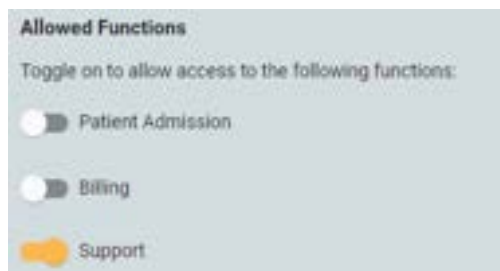 Allowed Functions
Toggle on to allow access to the following functions:
Patient Admission
Billing
Support